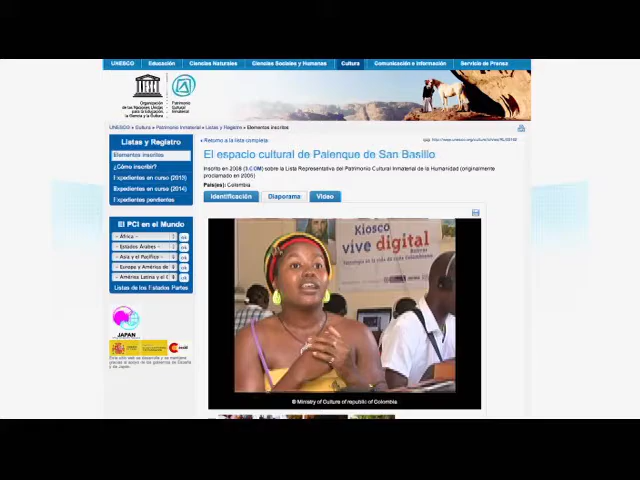 UNESCO Educación Ciencias Naturales Ciencias Sociales y Humanas Cultura Comunicación e Información Servicio de Prensa
Organización
de las Naciones Unidas
para la Educación,
la Ciencia y la Cultura
Patrimonio
Cultural
Inmaterial
UNESCO » Cultura » Patrimonio Inmaterial » Listas y Registro » Elementos inscritos
Listas y Registro
Elementos inscritos
¿Cómo inscribir?
Expedientes en curso (2013)
Expedientes en curso (2014)
Expedientes pendientes
Retorno a la lista completa
El espacio cultural de Palenque de San Basilio
Inscrito en 2008 (3.COM) sobre la Lista Representativa del Patrimonio Cultural Inmaterial de la Humanidad (originalmente
proclamado en 2005)
País(es): Colombia
Identificación Diaporama Video
El PCI en el Mundo
- África -
- Estados Árabes -
- Asia y el Pacífico -
- Europa y América de
- América Latina y el C
Listas de los Estados Partes
JAPAN
Kiosco
vive digital
© Ministry of Culture of republic of Colombia